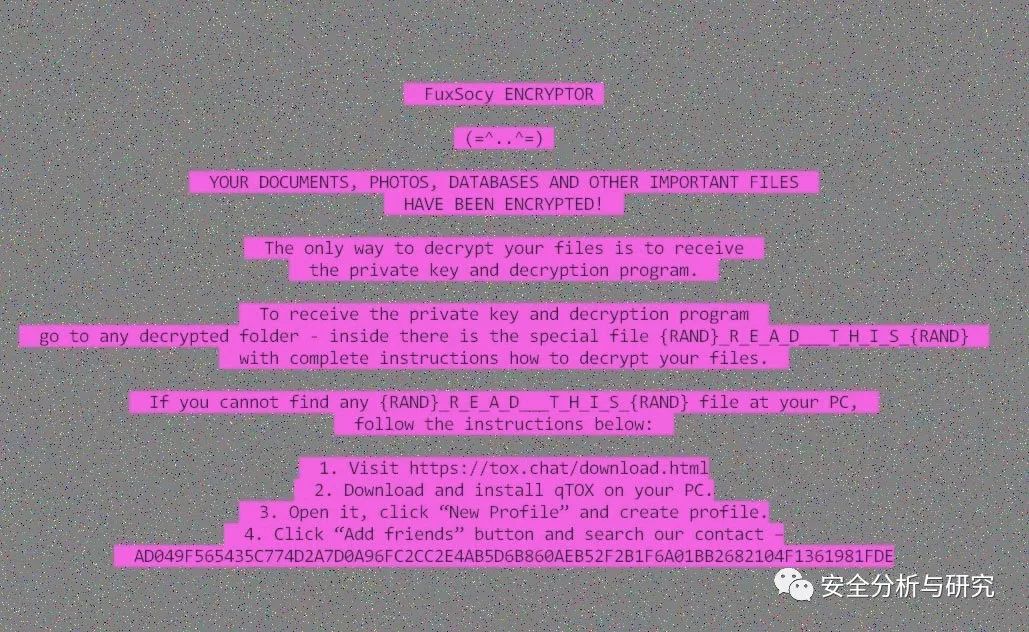 FuxSocy ENCRYPTOR
(=^..^=)
YOUR DOCUMENTS, PHOTOS, DATABASES AND OTHER IMPORTANT FILES
HAVE BEEN ENCRYPTED!
The only way to decrypt your files is to receive
the private key and decryption program.
To receive the private key and decryption program
go to any decrypted folder - inside there is the special file {RAND}_R_E_A_D___T_H_I_S_{RAND}
with complete instructions how to decrypt your files.
If you cannot find any {RAND}_R_E_A_D___T_H_I_S_{RAND} file at your PC,
follow the instructions below:
1. Visit https://tox.chat/download.html
2. Download and install qTOX on your PC.
3. Open it, click “New Profile” and create profile.
4. Click “Add friends” button and search our contact –
AD049F565435C774D2A7D0A96FC2CC2E4AB5D6B860AEB52F2B1F6A01BB2682104F1361981FDE
安全分析与研究